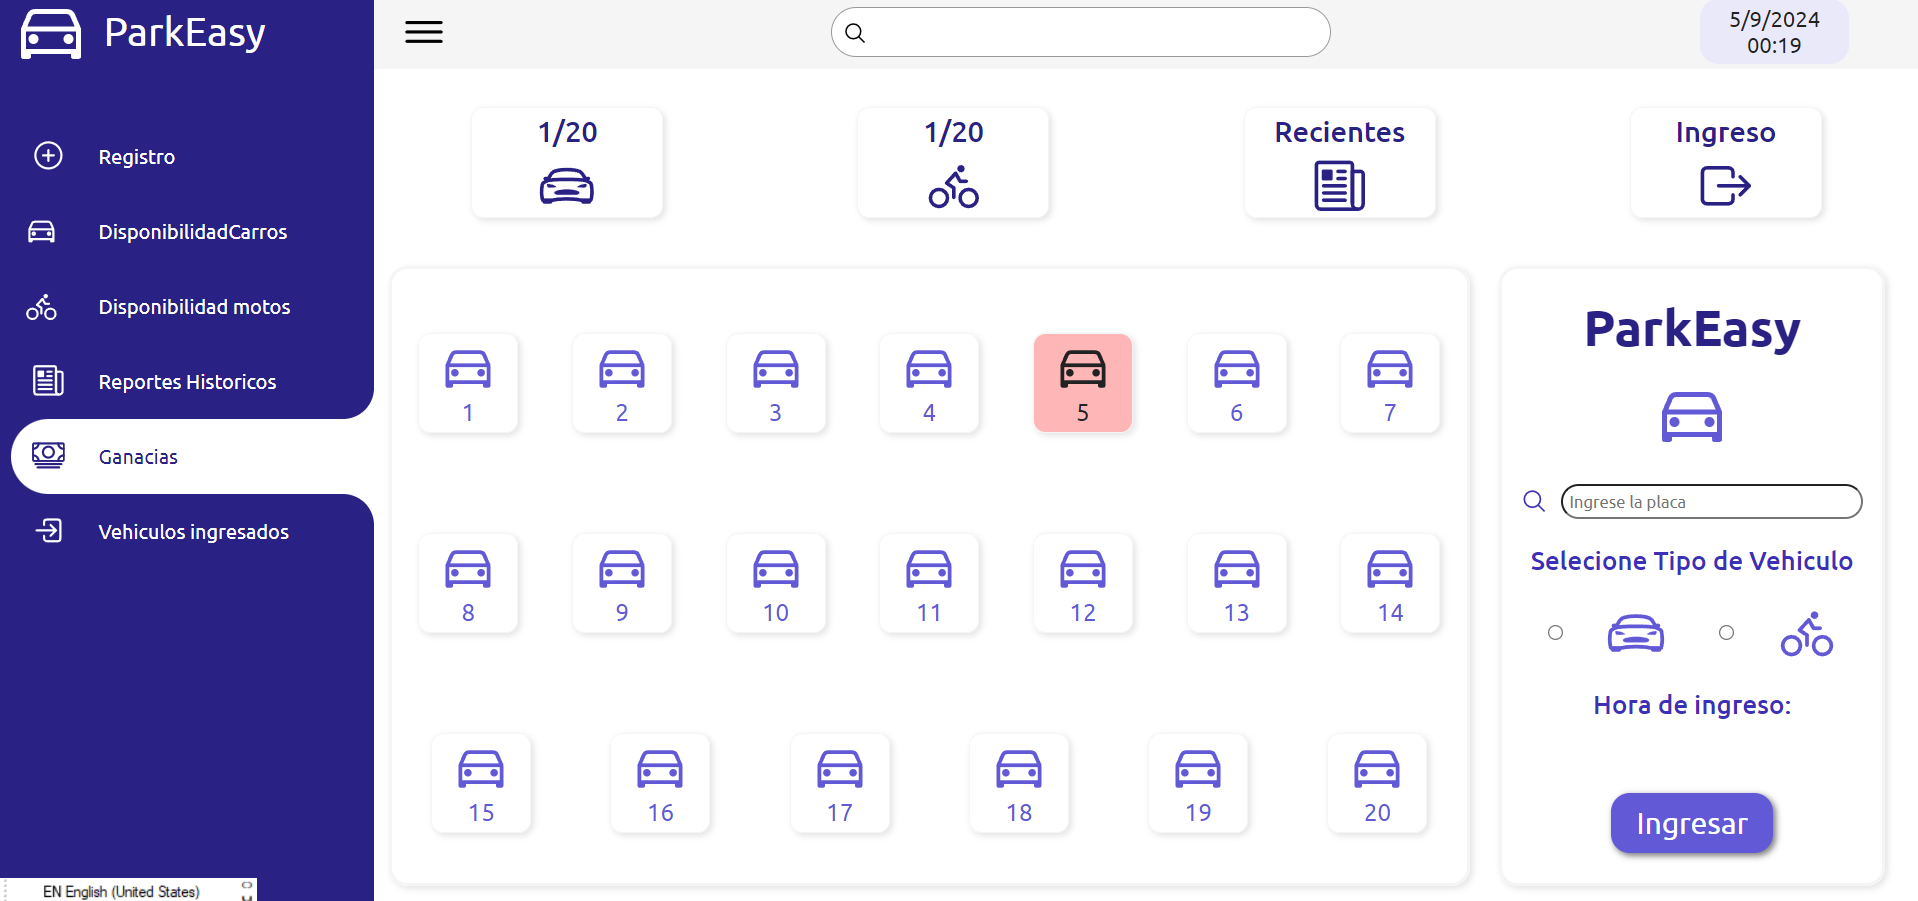 ParkEasy
5/9/2024
00:19
Registro
DisponibilidadCarros
Disponibilidad motos
Reportes Historicos
Ganacias
Vehiculos ingresados
1/20
1/20
Recientes
Ingreso
1
2
3
4
5
6
7
8
9
10
11
12
13
14
15
16
17
18
19
20
ParkEasy
Ingrese la placa
Selecione Tipo de Vehiculo
Hora de ingreso:
Ingresar
EN English (United States)